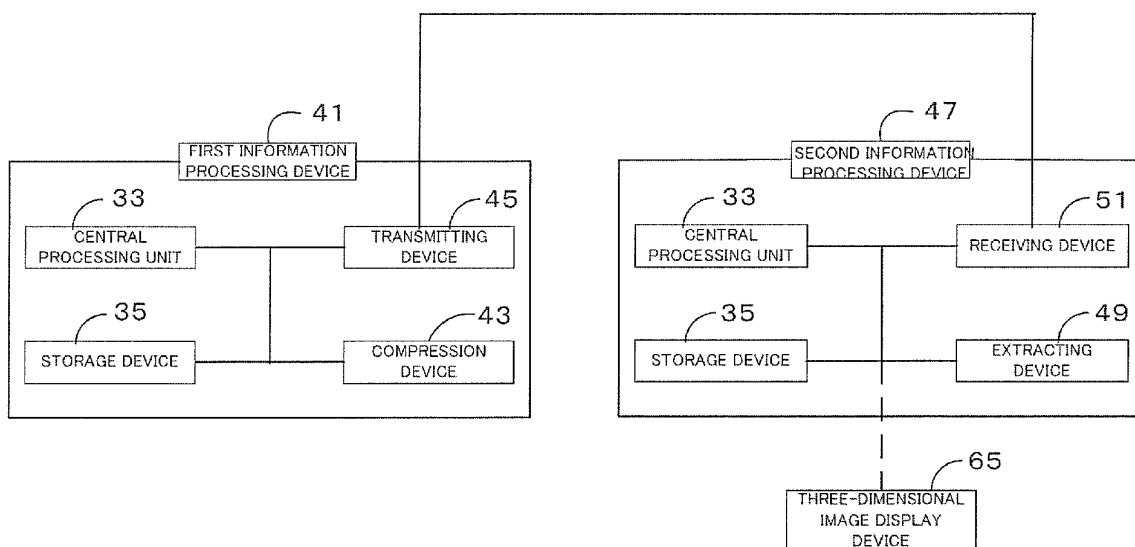 41
FIRST INFORMATION
PROCESSING DEVICE
33
CENTRAL
PROCESSING UNIT
45
TRANSMITTING
DEVICE
35
STORAGE DEVICE
43
COMPRESSION
DEVICE
47
SECOND INFORMATION
PROCESSING DEVICE
33
CENTRAL
PROCESSING UNIT
51
RECEIVING DEVICE
35
STORAGE DEVICE
49
EXTRACTING
DEVICE
65
THREE-DIMENSIONAL
IMAGE DISPLAY
DEVICE